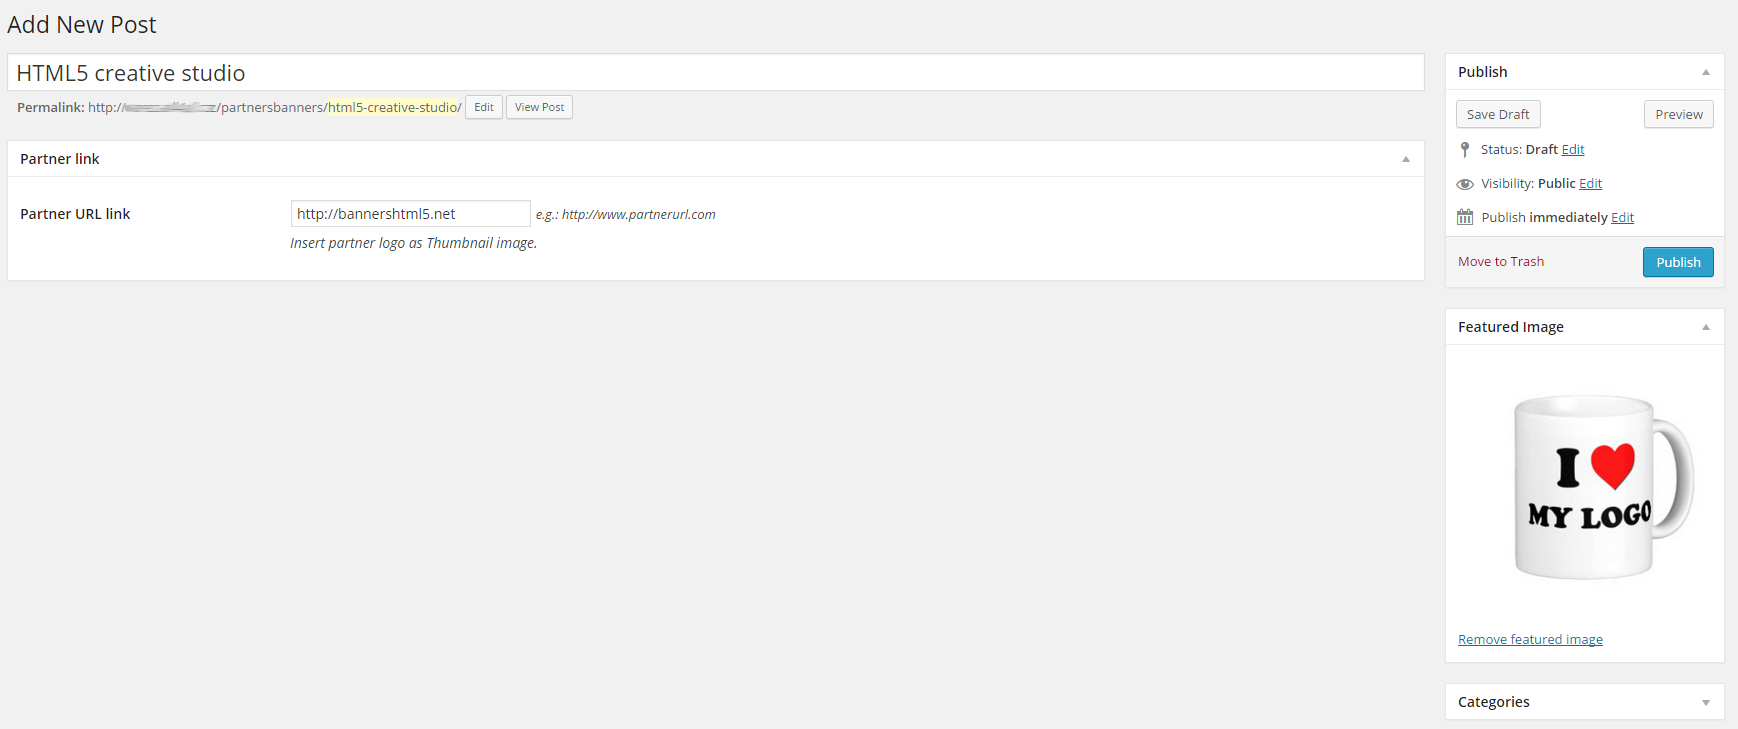 Add New Post
HTML5 creative studio
Permalink: http:// /partnersbanners/html5-creative-studio/ Edit View Post
Partner link
Partner URL link
http://bannershtml5.net e.g.: http://www.partnerurl.com
Insert partner logo as Thumbnail image.
Publish
Save Draft Preview
Status: Draft Edit
Visibility: Public Edit
Publish immediately Edit
Move to Trash Publish
Featured Image
I
MY LOGO
Remove featured image
Categories